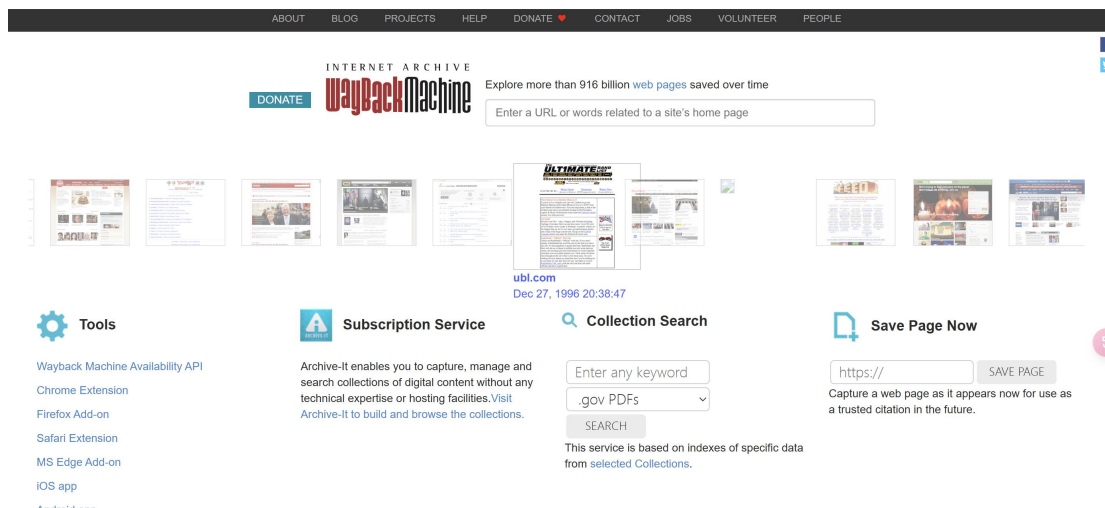 ABOUT BLOG PROJECTS HELP DONATE CONTACT JOBS VOLUNTEER PEOPLE
INTERNET ARCHIVE
WayBackMachine
DONATE
Explore more than 916 billion web pages saved over time
Enter a URL or words related to a site's home page
ULTIMATE
ubl.com
Dec 27, 1996 20:38:47
Tools
Wayback Machine Availability API
Chrome Extension
Firefox Add-on
Safari Extension
MS Edge Add-on
iOS app
Subscription Service
Archive-It enables you to capture, manage and
search collections of digital content without any
technical expertise or hosting facilities.Visit
Archive-It to build and browse the collections.
Collection Search
Enter any keyword
.gov PDFs
SEARCH
This service is based on indexes of specific data
from selected Collections.
Save Page Now
https://
SAVE PAGE
Capture a web page as it appears now for use as
a trusted citation in the future.